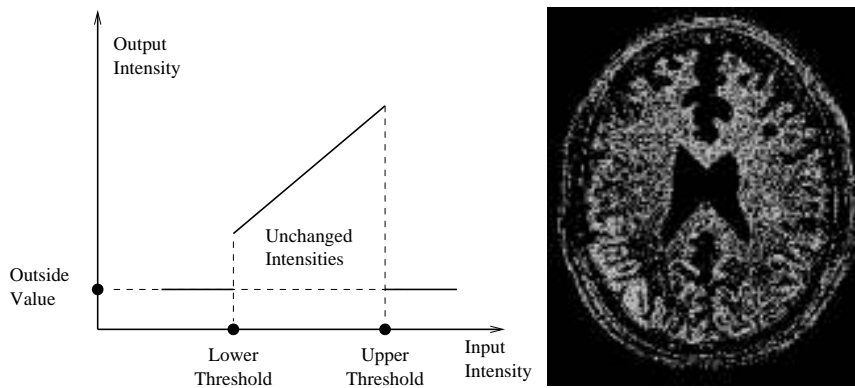 Output
Intensity
Unchanged
Intensities
Outside
Value
Lower
Threshold
Upper
Threshold
Input
Intensity